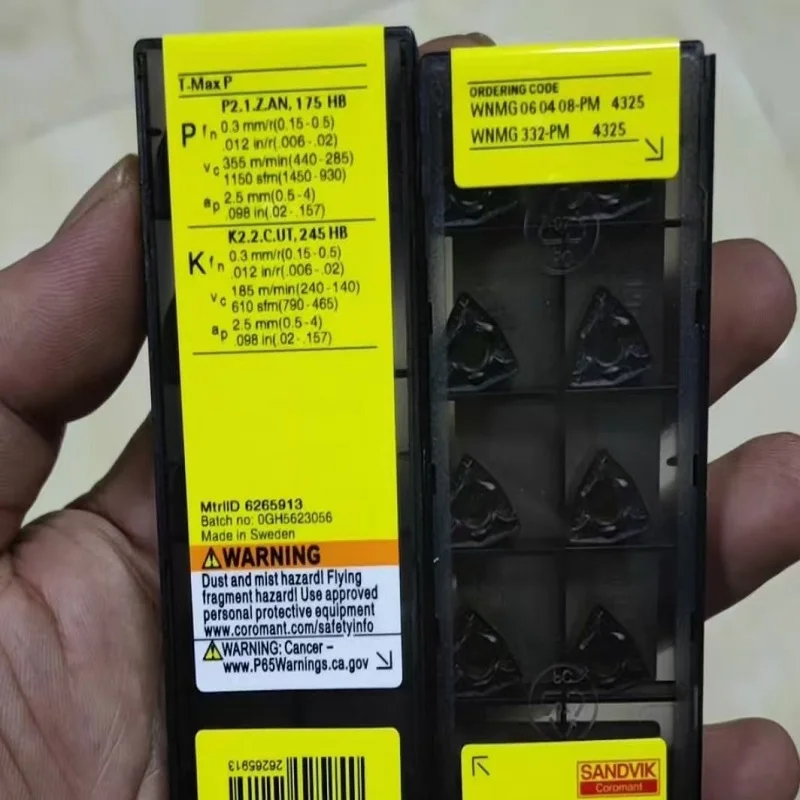 T-Max P
P2.1.Z.AN, 175 HB
P fn 0.3 mm/r(0.15-0.5)
.012 in/r(.006-.02)
vc 355 m/min(440-285)
1150 sfm(1450-930)
ap 2.5 mm(0.5-4)
.098 in(.02-.157)
K2.2.C.UT, 245 HB
K fn 0.3 mm/r(0.15-0.5)
.012 in/r(.006-.02)
vc 185 m/min(240-140)
610 sfm(790-465)
ap 2.5 mm(0.5-4)
.098 in(.02-.157)
MtrlID 6265913
Batch no: 0GH5623056
Made in Sweden
⚠WARNING
Dust and mist hazard! Flying
fragment hazard! Use approved
personal protective equipment
www.coromant.com/safetyinfo
⚠WARNING: Cancer –
www.P65Warnings.ca.gov
26265913
ORDERING CODE
WNMG 06 04 08-PM 4325
WNMG 332-PM 4325
SANDVIK
Coromant